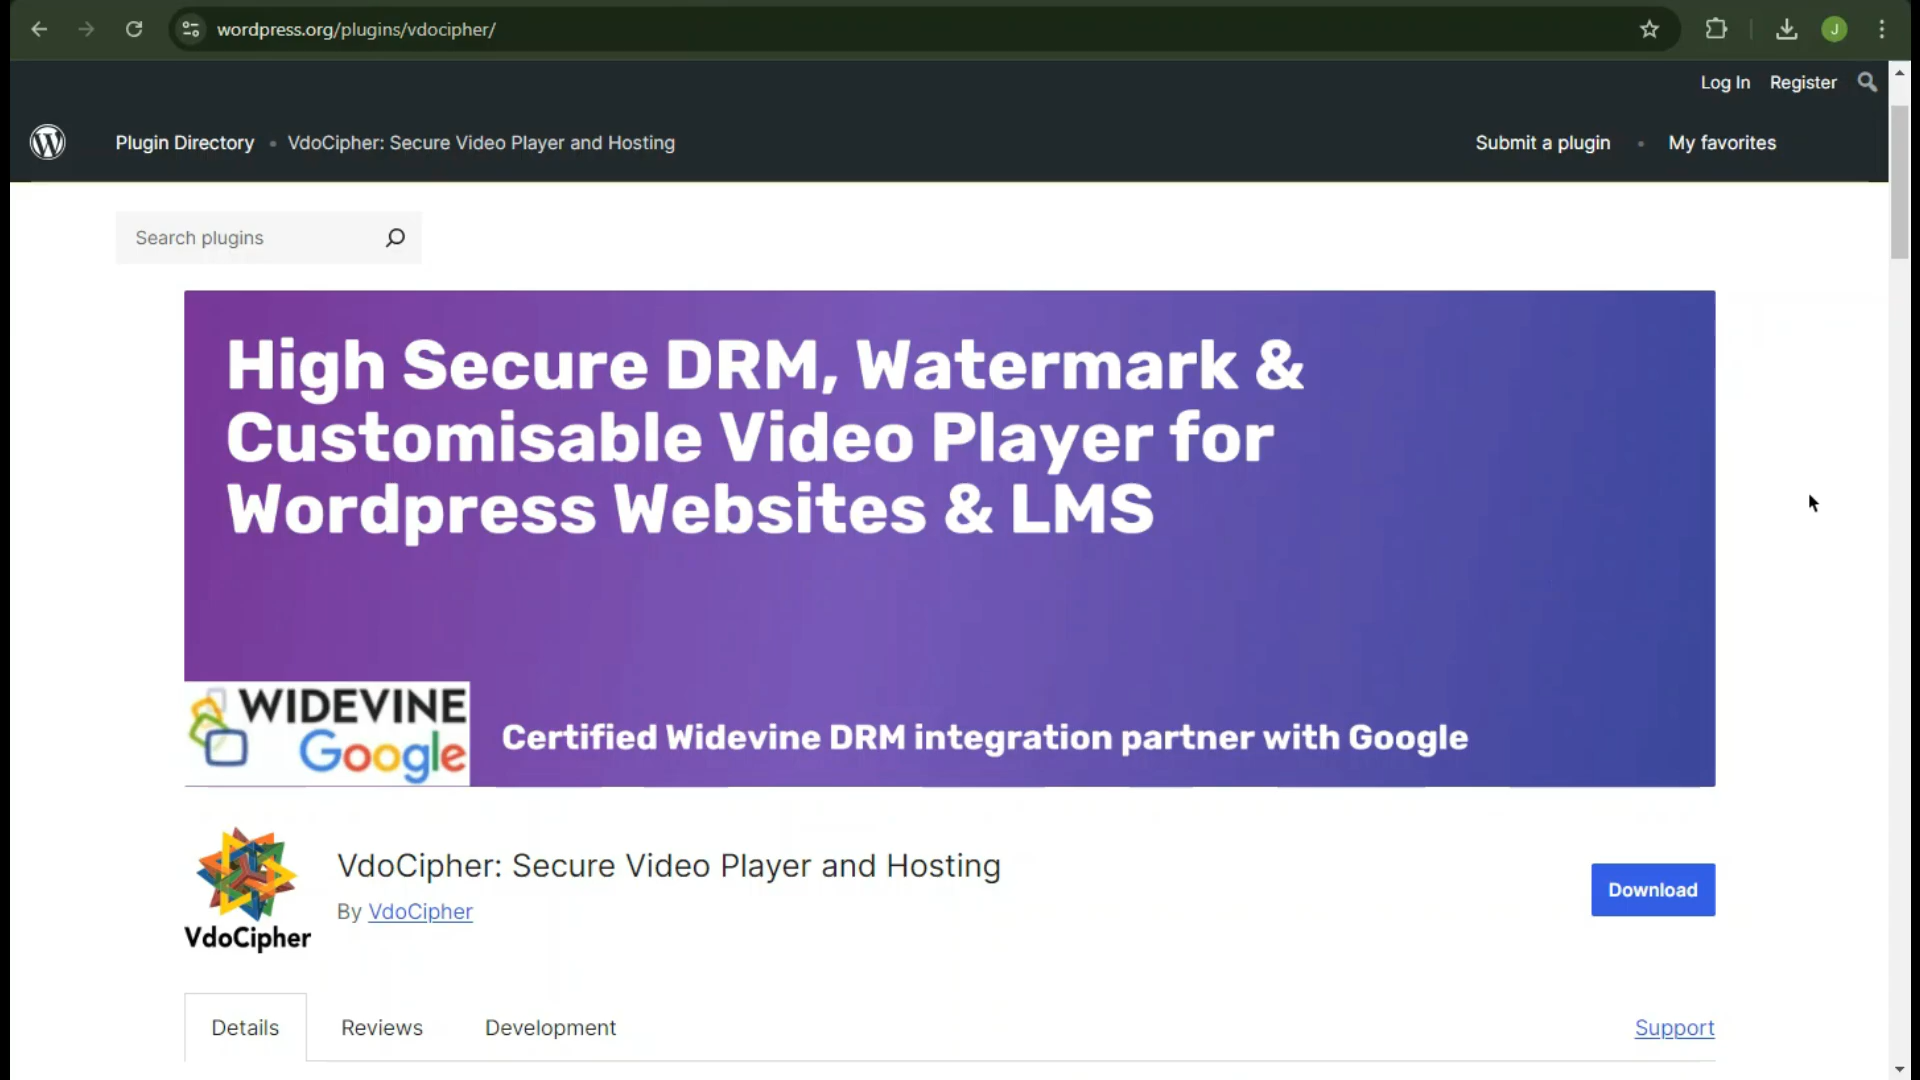 wordpress.org/plugins/vdocipher/
J
Log In Register
Plugin Directory • VdoCipher: Secure Video Player and Hosting
Submit a plugin • My favorites
Search plugins
High Secure DRM, Watermark &
Customisable Video Player for
Wordpress Websites & LMS
WIDEVINE
Google
Certified Widevine DRM integration partner with Google
VdoCipher
VdoCipher: Secure Video Player and Hosting
By VdoCipher
Download
Details Reviews Development
Support